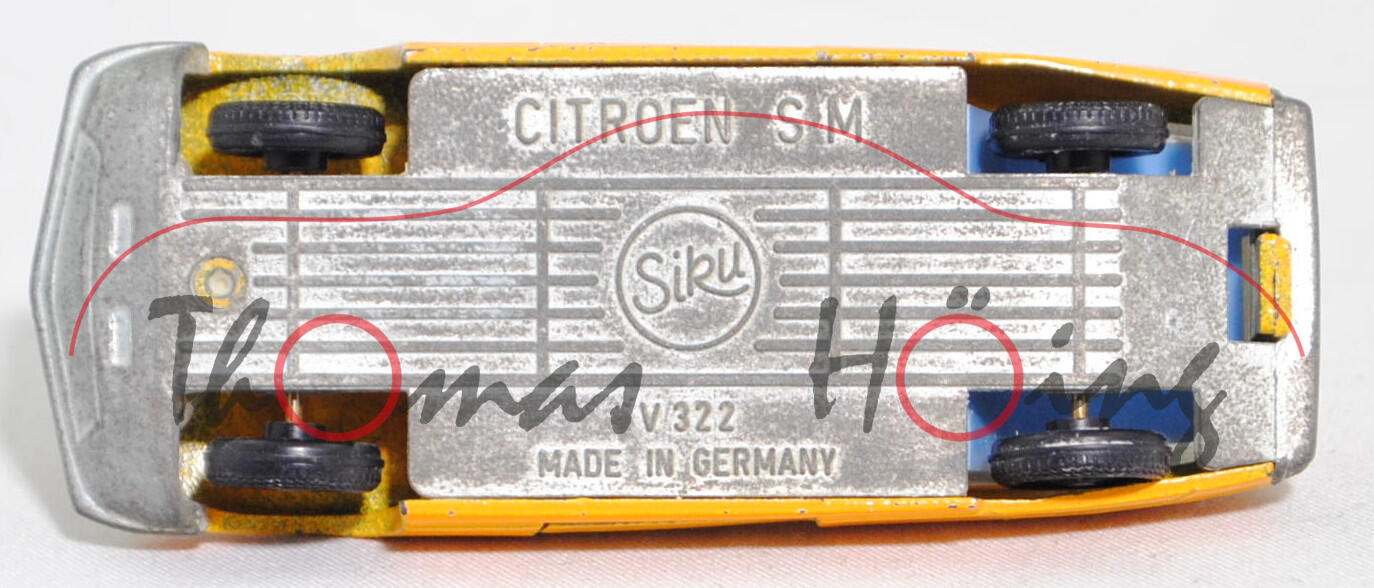 CITROEN SM
Siku
Thomas Höing
V 322
MADE IN GERMANY